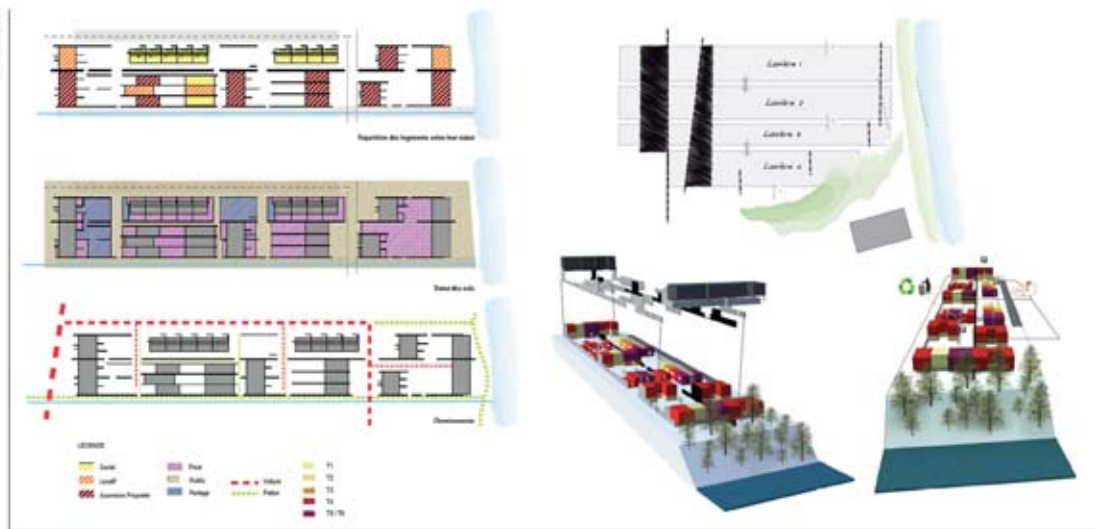 Répartition des logements selon leur statut
Statut des sols
Cheminements
LEGENDE
Social
Locatif
Accession Propriété
Privé
Public
Partagé
Voiture
Piéton
T1
T2
T3
T4
T5 / T6
Lanière 1
Lanière 2
Lanière 3
Lanière 4